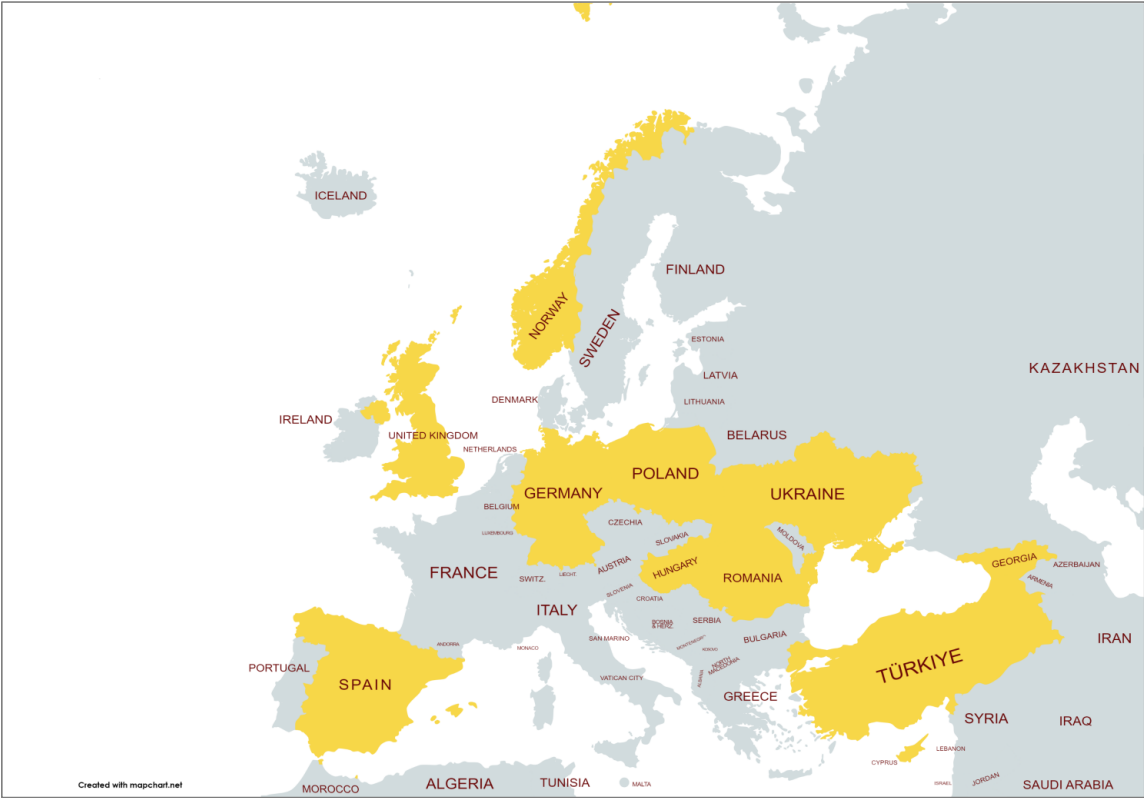 ICELAND
FINLAND
NORWAY
SWEDEN
ESTONIA
LATVIA
LITHUANIA
KAZAKHSTAN
DENMARK
IRELAND
UNITED KINGDOM
NETHERLANDS
BELARUS
POLAND
GERMANY
UKRAINE
BELGIUM
LUXEMBOURG
CZECHIA
SLOVAKIA
MOLDOVA
FRANCE
SWITZ.
LIECHT.
AUSTRIA
HUNGARY
ROMANIA
GEORGIA
AZERBAIJAN
ARMENIA
SLOVENIA
CROATIA
ITALY
SAN MARINO
BOSNIA
& HERZ.
SERBIA
BULGARIA
MONTENEGRO
KOSOVO
NORTH
MACEDONIA
ALBANIA
ANDORRA
MONACO
PORTUGAL
SPAIN
VATICAN CITY
GREECE
TÜRKIYE
IRAN
SYRIA
IRAQ
CYPRUS
LEBANON
ISRAEL
JORDAN
SAUDI ARABIA
MOROCCO
ALGERIA
TUNISIA
MALTA
Created with mapchart.net